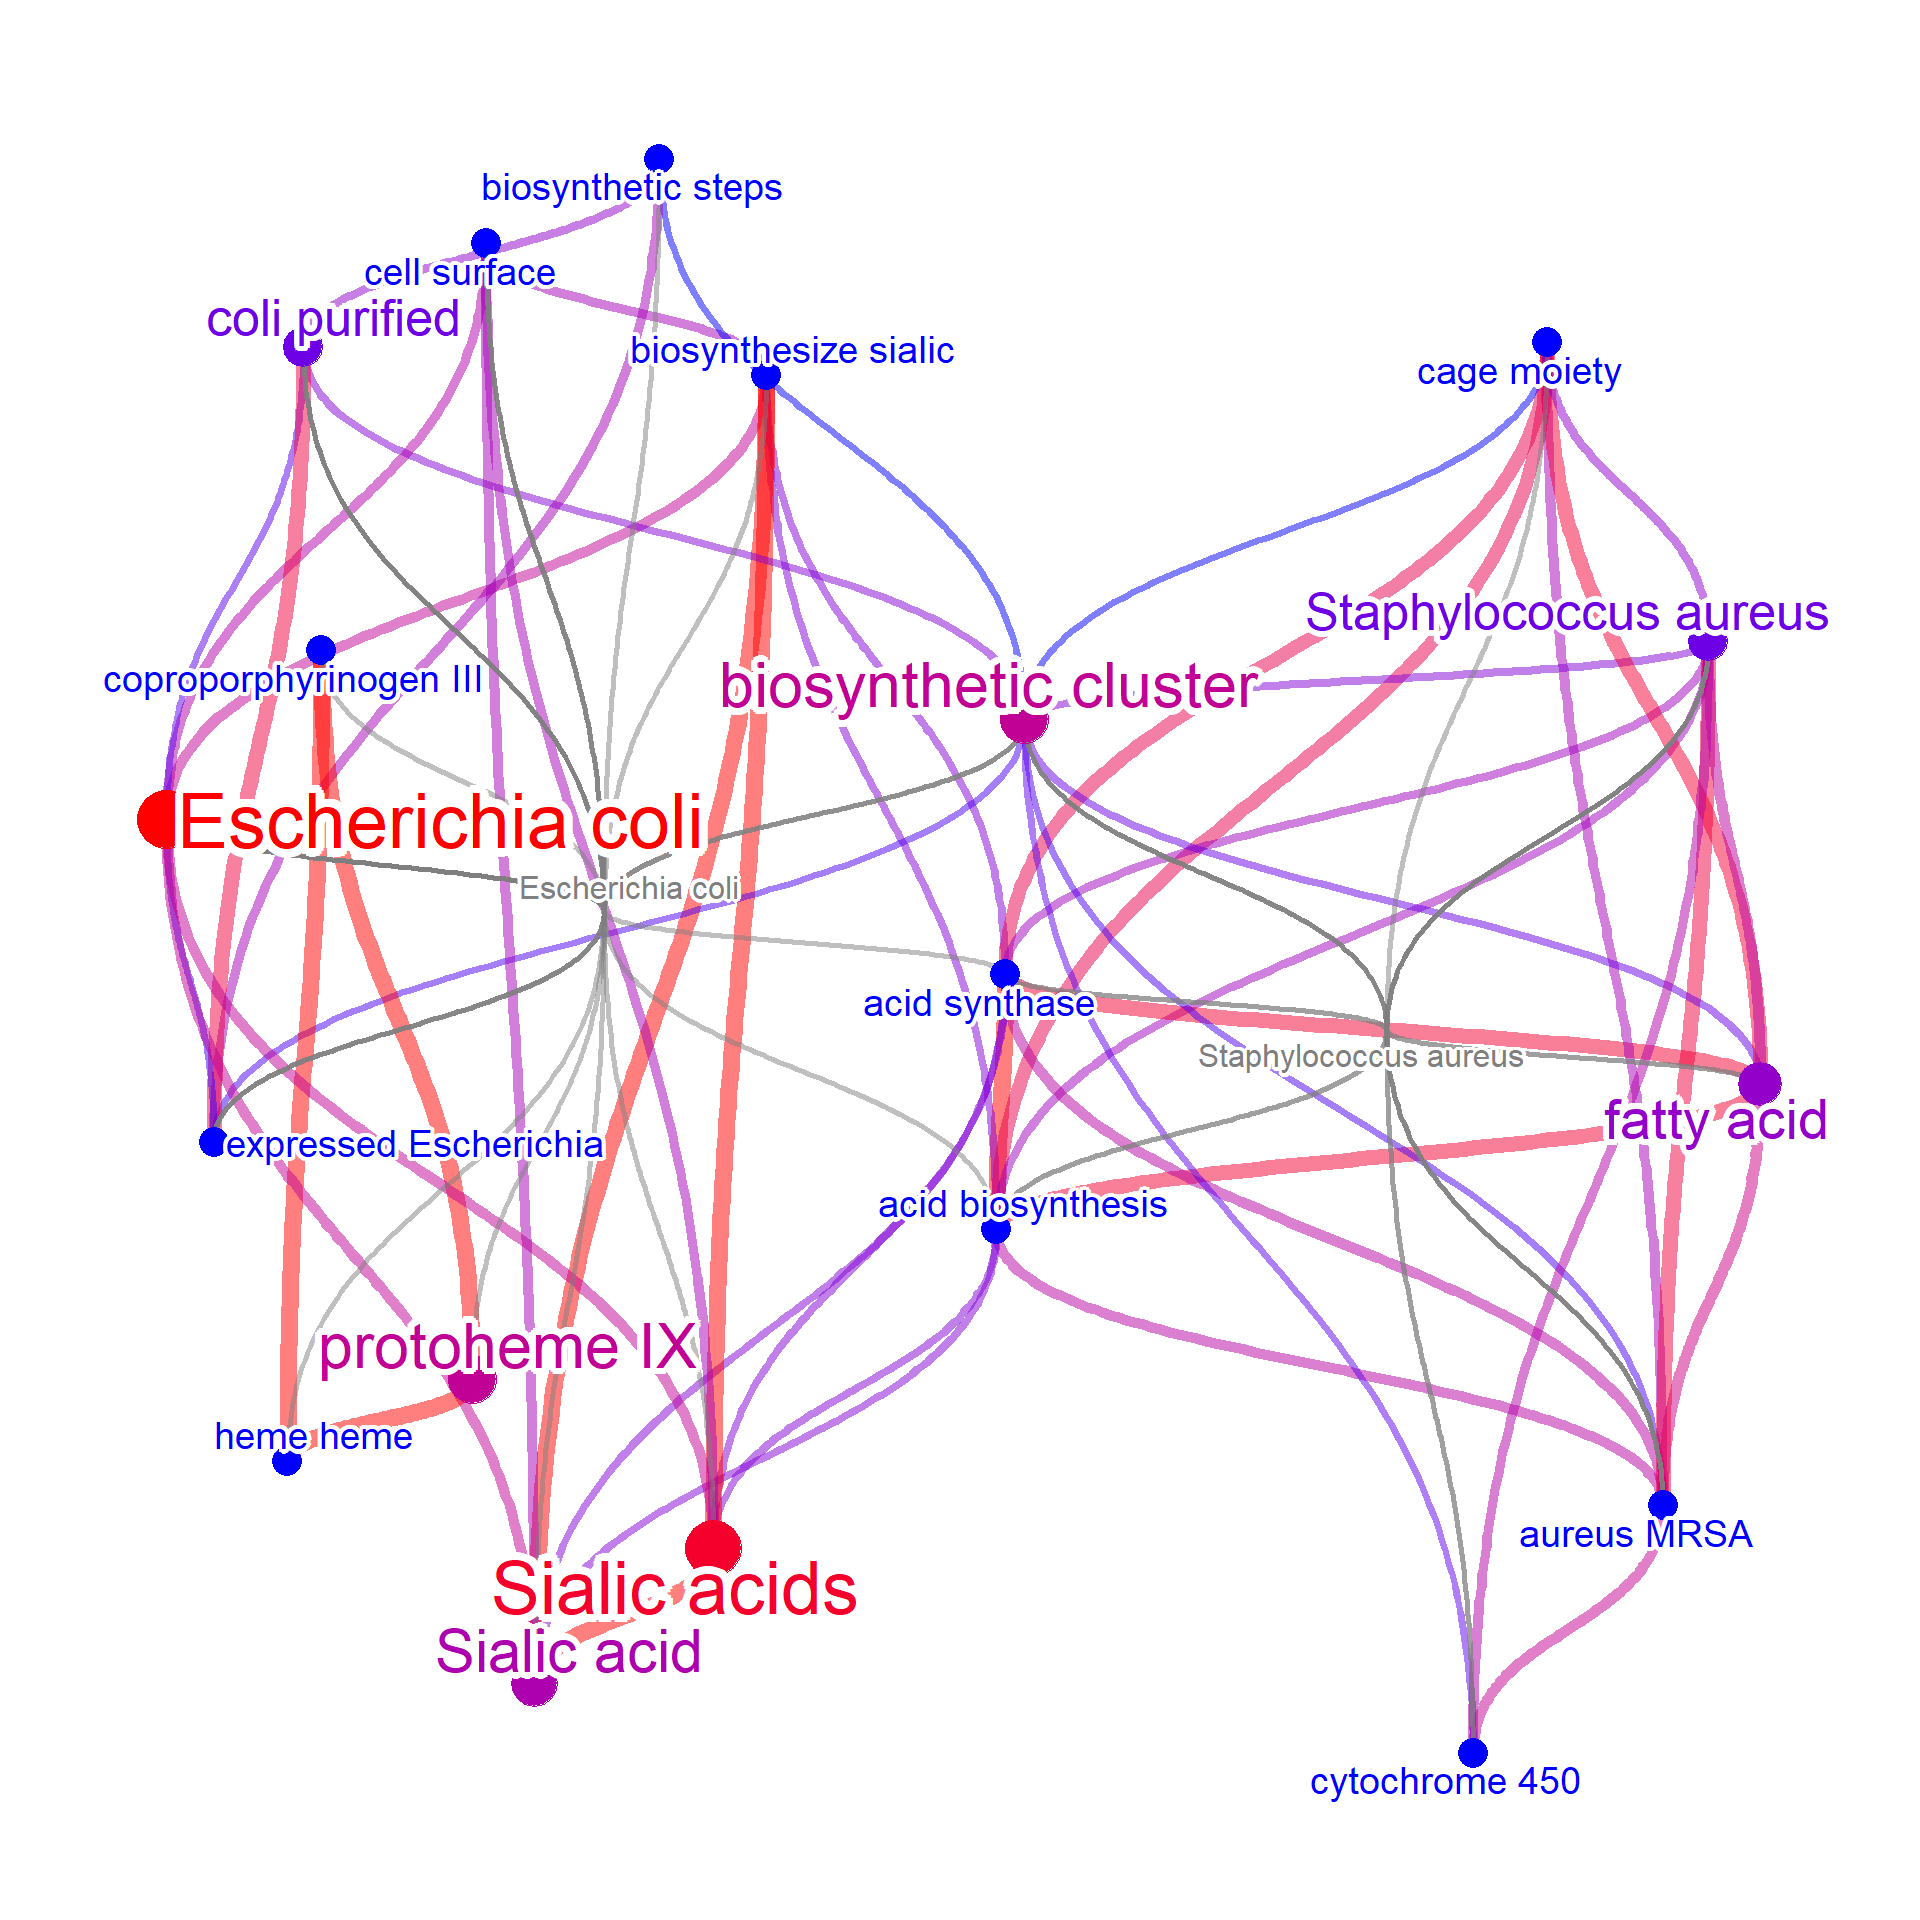 biosynthetic steps
cell surface
coli purified
biosynthesize sialic
cage moiety
Staphylococcus aureus
coproporphyrinogen III
biosynthetic cluster
Escherichia coli
Escherichia coli
acid synthase
Staphylococcus aureus
fatty acid
expressed Escherichia
acid biosynthesis
protoheme IX
heme heme
aureus MRSA
Sialic acids
Sialic acid
cytochrome 450